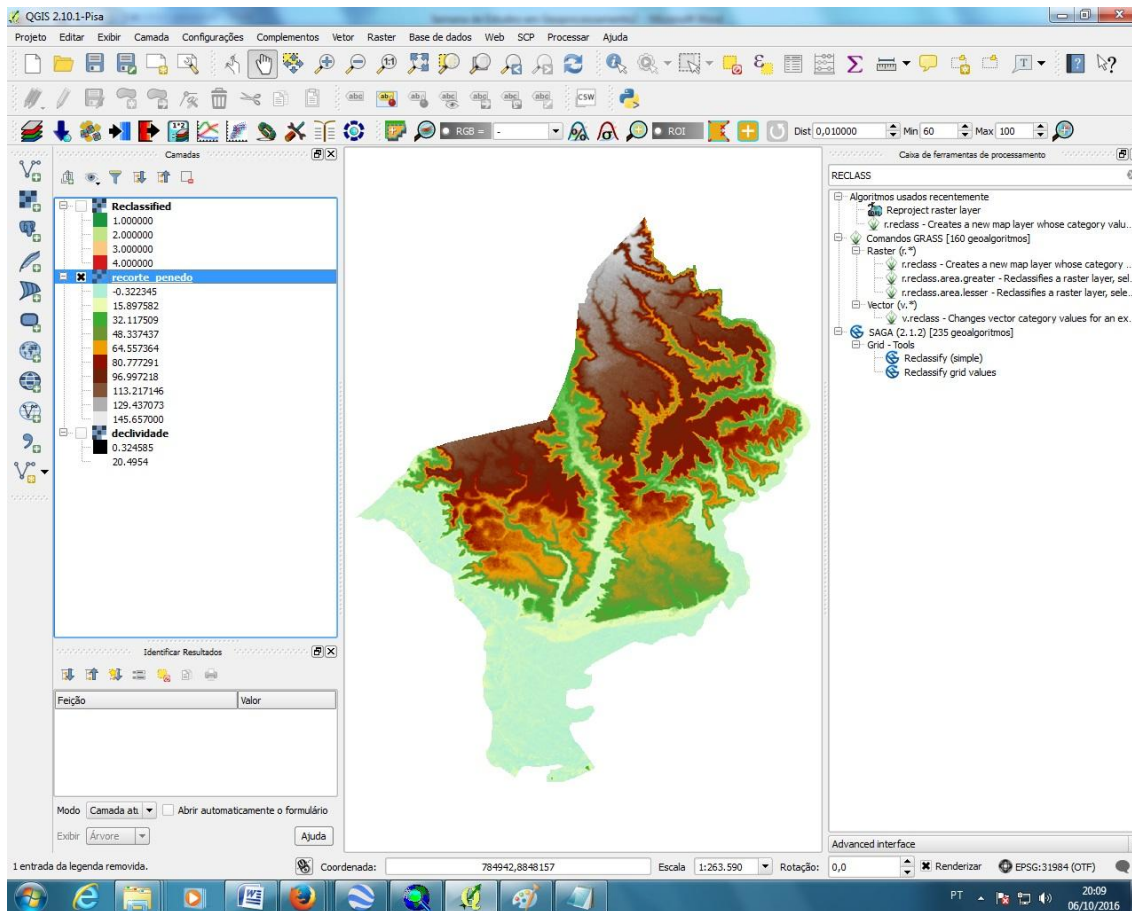 QGIS 2.10.1-Pisa
Projeto Editar Exibir Camada Configurações Complementos Vetor Raster Base de dados Web SCP Processar Ajuda
RGB = - ROI Dist 0,010000 Min 60 Max 100
Camadas
Reclassified
1.000000
2.000000
3.000000
4.000000
recorte_penedo
-0.322345
15.897582
32.117509
48.337437
64.557364
80.777291
96.997218
113.217146
129.437073
145.657000
declividade
0.324585
20.4954
Identificar Resultados
Feição Valor
Modo Camada atu Abrir automaticamente o formulário
Exibir Árvore Ajuda
Caixa de ferramentas de processamento
RECLASS
Algoritmos usados recentemente
Reproject raster layer
r.reclass - Creates a new map layer whose category valu...
Comandos GRASS [160 geoalgoritmos]
Raster (r.*)
r.reclass - Creates a new map layer whose category ...
r.reclass.area.greater - Reclassifies a raster layer, sel...
r.reclass.area.lesser - Reclassifies a raster layer, sele...
Vector (v.*)
v.reclass - Changes vector category values for an ex...
SAGA (2.1.2) [235 geoalgoritmos]
Grid - Tools
Reclassify (simple)
Reclassify grid values
Advanced interface
1 entrada da legenda removida. Coordenada: 784942,8848157 Escala 1:263.590 Rotação: 0,0 Renderizar EPSG:31984 (OTF)
PT 20:09
06/10/2016